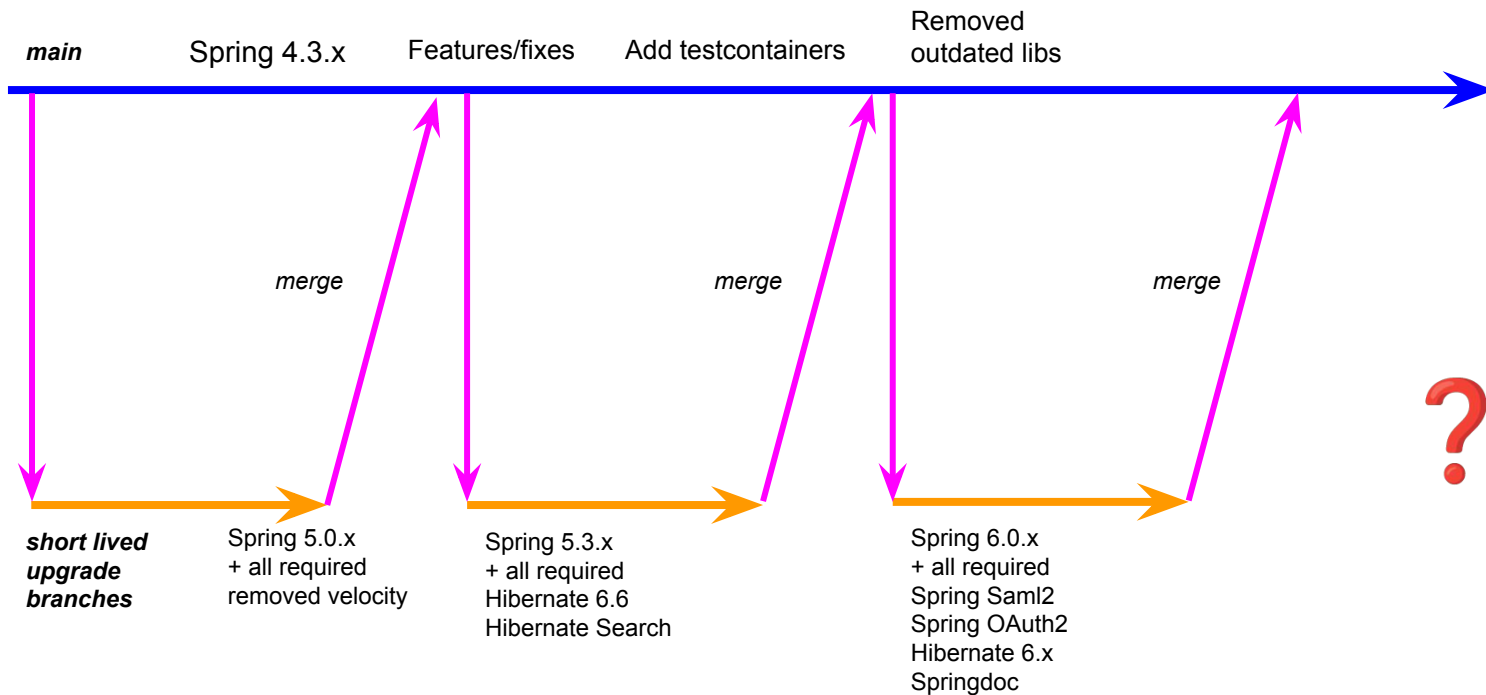 main
Spring 4.3.x
Features/fixes
Add testcontainers
Removed
outdated libs
merge
merge
merge
short lived
upgrade
branches
Spring 5.0.x
+ all required
removed velocity
Spring 5.3.x
+ all required
Hibernate 6.6
Hibernate Search
Spring 6.0.x
+ all required
Spring Saml2
Spring OAuth2
Hibernate 6.x
Springdoc
❓